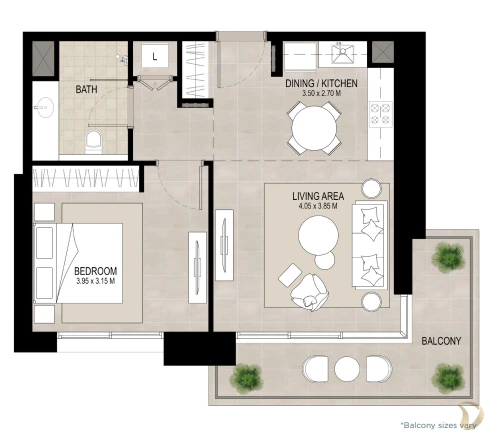 L
BATH
DINING / KITCHEN
3.50 x 2.70 M
LIVING AREA
4.05 x 3.85 M
BEDROOM
3.95 x 3.15 M
BALCONY
*Balcony sizes vary